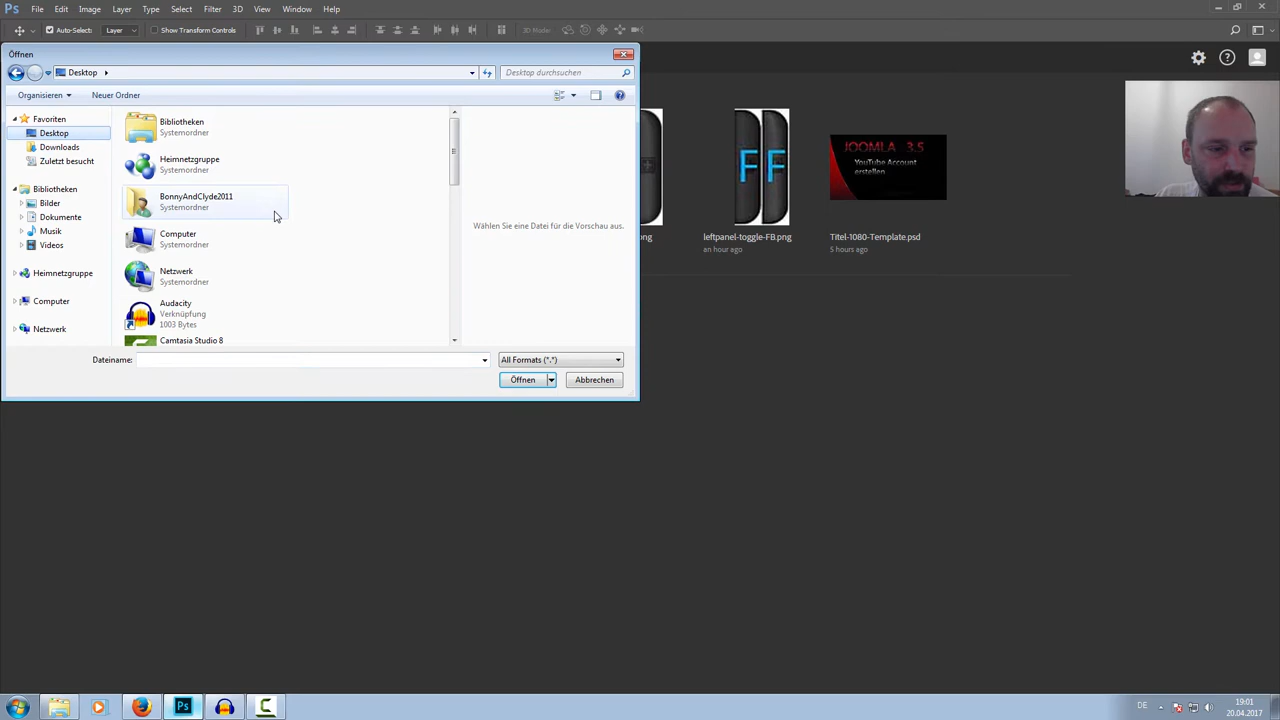 Ps File Edit Image Layer Type Select Filter 3D View Window Help
Auto-Select: Layer Show Transform Controls 3D Mode:
Öffnen
Desktop
Desktop durchsuchen
Organisieren Neuer Ordner
Favoriten
Desktop
Downloads
Zuletzt besucht
Bibliotheken
Bilder
Dokumente
Musik
Videos
Heimnetzgruppe
Computer
Netzwerk
Bibliotheken
Systemordner
Heimnetzgruppe
Systemordner
BonnyAndClyde2011
Systemordner
Computer
Systemordner
Netzwerk
Systemordner
Audacity
Verknüpfung
1003 Bytes
Camtasia Studio 8
Wählen Sie eine Datei für die Vorschau aus.
Dateiname:
All Formats (*.*)
Öffnen Abbrechen
F F
leftpanel-toggle-FB.png
an hour ago
JOOMLA 3.5
YouTube Account
erstellen
Titel-1080-Template.psd
5 hours ago
Ps
C
DE
19:01
20.04.2017